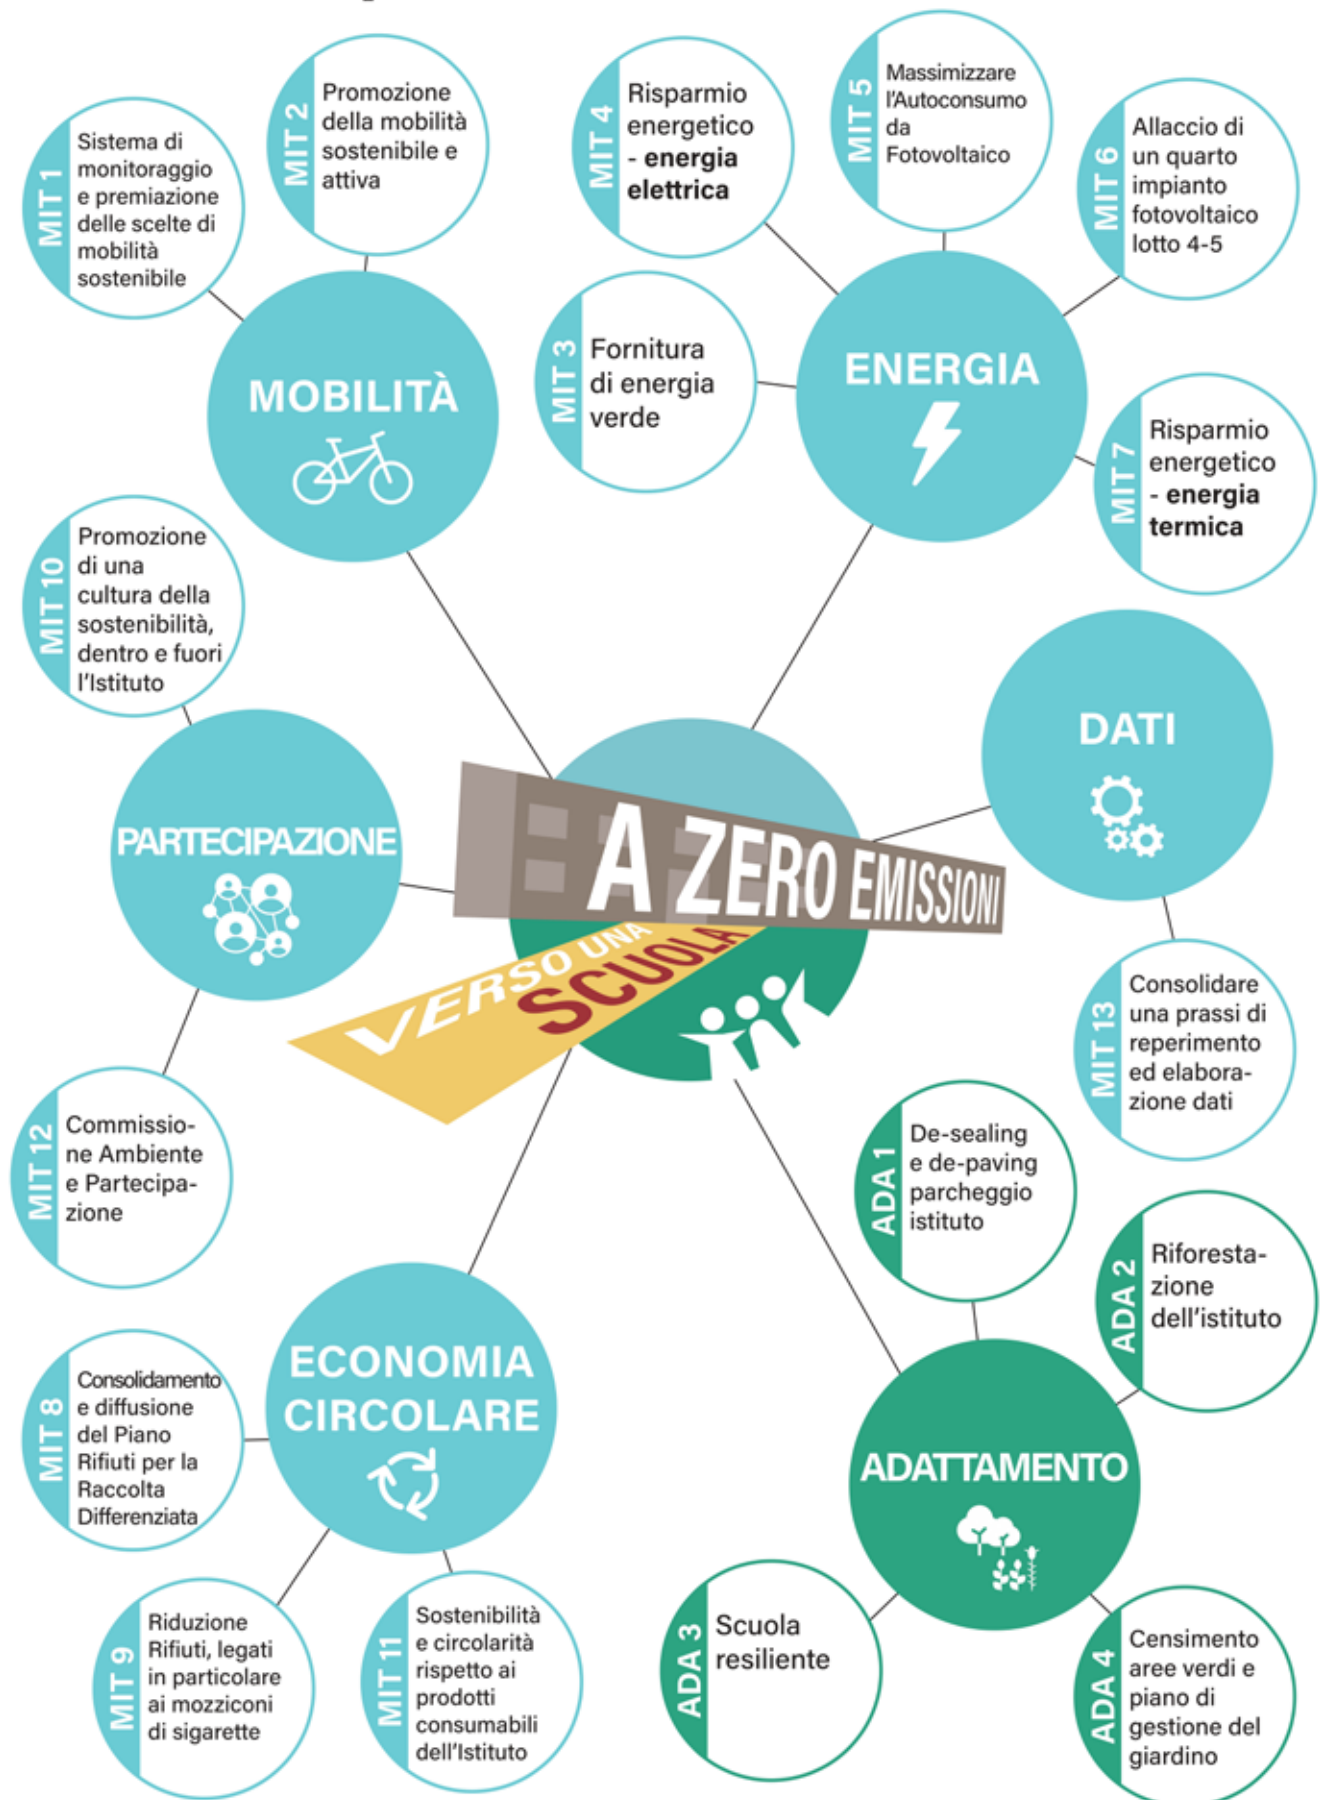 MIT 1
Sistema di
monitoraggio
e premiazione
delle scelte di
mobilità
sostenibile
MIT 2
Promozione
della mobilità
sostenibile e
attiva
MOBILITÀ
MIT 4
Risparmio
energetico
- energia
elettrica
MIT 5
Massimizzare
l'Autoconsumo
da
Fotovoltaico
MIT 6
Allaccio di
un quarto
impianto
fotovoltaico
lotto 4-5
MIT 3
Fornitura
di energia
verde
ENERGIA
MIT 7
Risparmio
energetico
- energia
termica
MIT 10
Promozione
di una
cultura della
sostenibilità,
dentro e fuori
l'Istituto
PARTECIPAZIONE
DATI
A ZERO EMISSIONI
VERSO UNA
SCUOLA
MIT 13
Consolidare
una prassi di
reperimento
ed elabora-
zione dati
MIT 12
Commissio-
ne Ambiente
e Partecipa-
zione
ADA 1
De-sealing
e de-paving
parcheggio
istituto
ADA 2
Riforesta-
zione
dell'istituto
ECONOMIA
CIRCOLARE
MIT 8
Consolidamento
e diffusione
del Piano
Rifiuti per la
Raccolta
Differenziata
ADATTAMENTO
MIT 9
Riduzione
Rifiuti, legati
in particolare
ai mozziconi
di sigarette
MIT 11
Sostenibilità
e circolarità
rispetto ai
prodotti
consumabili
dell'Istituto
ADA 3
Scuola
resiliente
ADA 4
Censimento
aree verdi e
piano di
gestione del
giardino